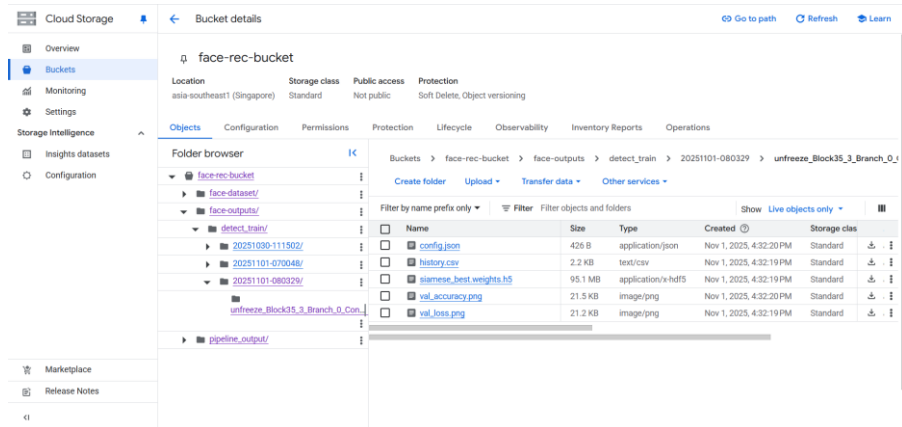 Cloud Storage
Overview
Buckets
Monitoring
Settings
Storage Intelligence
Insights datasets
Configuration
Marketplace
Release Notes
Bucket details
Go to path
Refresh
Learn
face-rec-bucket
Location Storage class Public access Protection
asia-southeast1 (Singapore) Standard Not public Soft Delete, Object versioning
Objects Configuration Permissions Protection Lifecycle Observability Inventory Reports Operations
Folder browser
face-rec-bucket
face-dataset/
face-outputs/
detect_train/
20251030-111502/
20251101-070048/
20251101-080329/
unfreeze_Block35_3_Branch_0_Con...
pipeline_output/
Buckets > face-rec-bucket > face-outputs > detect_train > 20251101-080329 > unfreeze_Block35_3_Branch_0_
Create folder Upload Transfer data Other services
Filter by name prefix only Filter Filter objects and folders Show Live objects only
Name Size Type Created Storage clas
config.json 426 B application/json Nov 1, 2025, 4:32:20 PM Standard
history.csv 2.2 KB text/csv Nov 1, 2025, 4:32:19 PM Standard
siamese_best.weights.h5 95.1 MB application/x-hdf5 Nov 1, 2025, 4:32:19 PM Standard
val_accuracy.png 21.5 KB image/png Nov 1, 2025, 4:32:20 PM Standard
val_loss.png 21.2 KB image/png Nov 1, 2025, 4:32:19 PM Standard